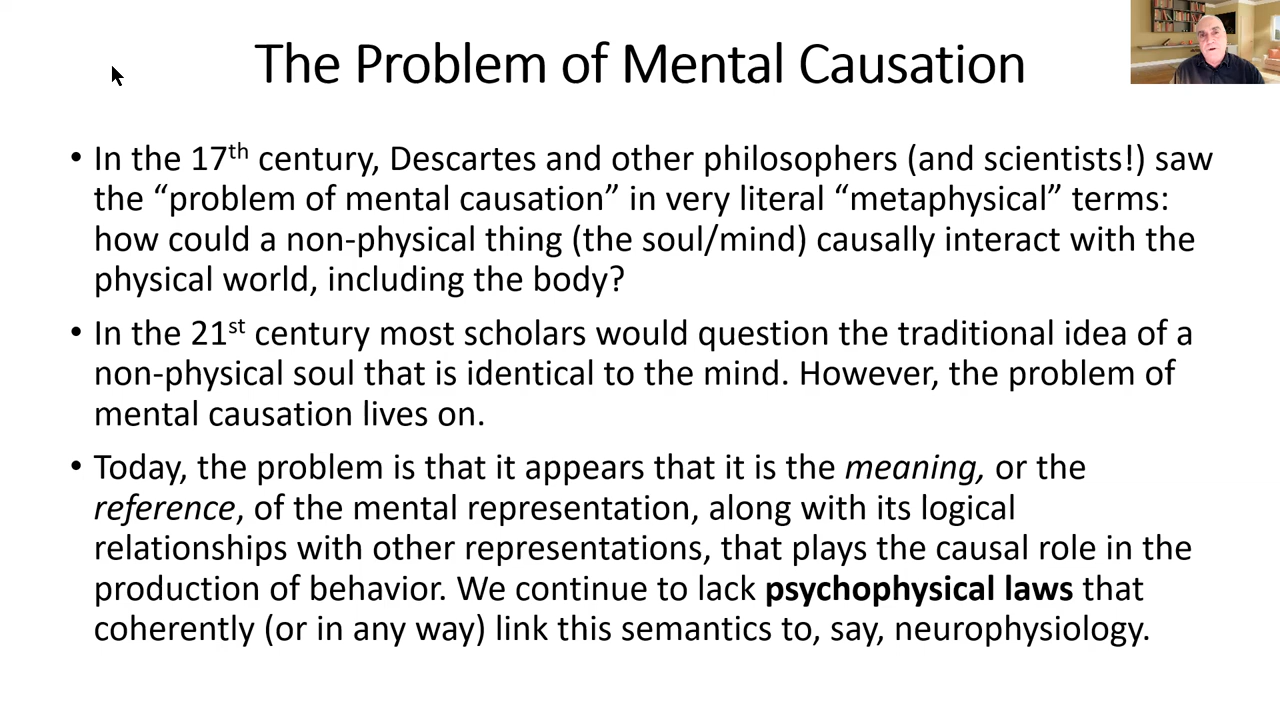 The Problem of Mental Causation
• In the 17th century, Descartes and other philosophers (and scientists!) saw
the “problem of mental causation” in very literal “metaphysical” terms:
how could a non-physical thing (the soul/mind) causally interact with the
physical world, including the body?
• In the 21st century most scholars would question the traditional idea of a
non-physical soul that is identical to the mind. However, the problem of
mental causation lives on.
• Today, the problem is that it appears that it is the meaning, or the
reference, of the mental representation, along with its logical
relationships with other representations, that plays the causal role in the
production of behavior. We continue to lack psychophysical laws that
coherently (or in any way) link this semantics to, say, neurophysiology.